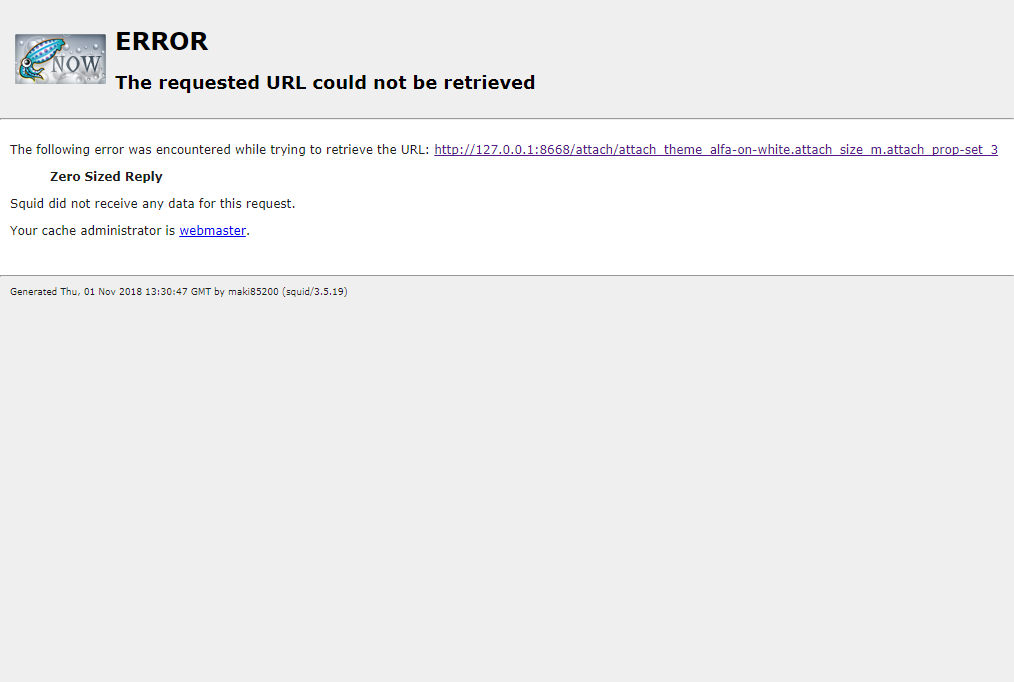 NOW
ERROR
The requested URL could not be retrieved
The following error was encountered while trying to retrieve the URL: http://127.0.0.1:8668/attach/attach_theme_alfa-on-white.attach_size_m.attach_prop-set_3
Zero Sized Reply
Squid did not receive any data for this request.
Your cache administrator is webmaster.
Generated Thu, 01 Nov 2018 13:30:47 GMT by maki85200 (squid/3.5.19)